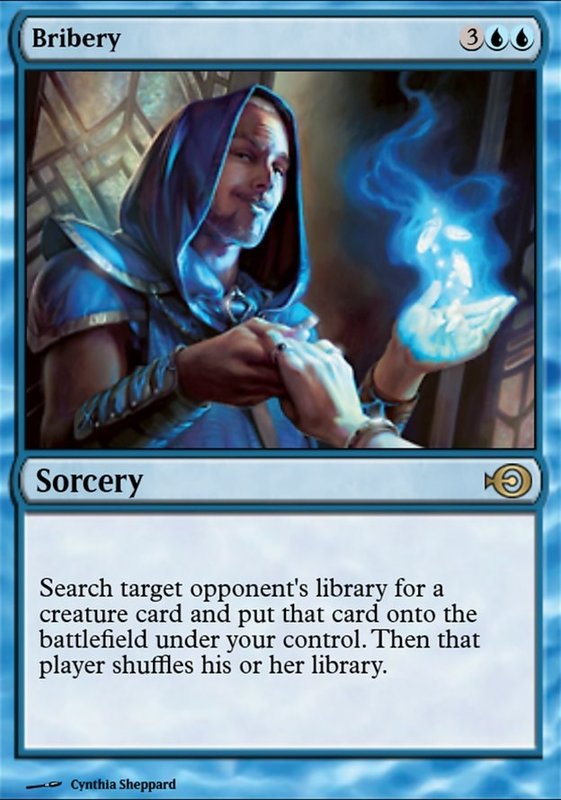 Bribery 3
Sorcery
Search target opponent's library for a
creature card and put that card onto the
battlefield under your control. Then that
player shuffles his or her library.
Cynthia Sheppard